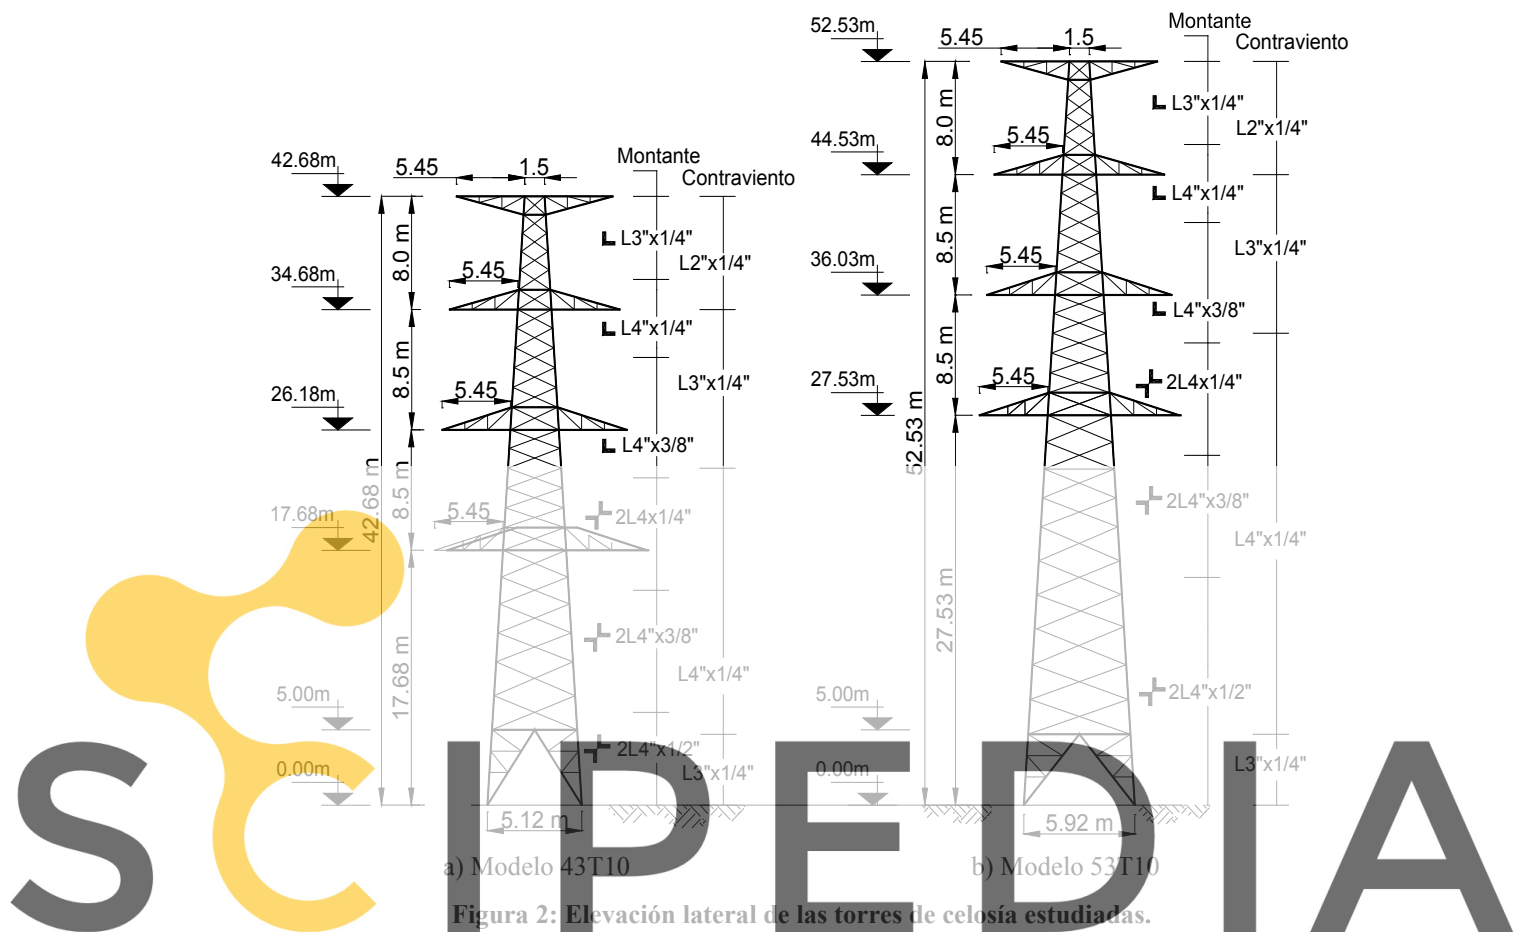 52.53m
5.45
1.5
Montante
Contraviento
L3"x1/4"
L2"x1/4"
8.0 m
44.53m
5.45
L4"x1/4"
8.5 m
L3"x1/4"
36.03m
5.45
L4"x3/8"
8.5 m
27.53m
5.45
2L4x1/4"
52.53 m
2L4"x3/8"
L4"x1/4"
27.53 m
5.00m
2L4"x1/2"
0.00m
L3"x1/4"
5.92 m
b) Modelo 53T10
42.68m
5.45
1.5
Montante
Contraviento
L3"x1/4"
L2"x1/4"
8.0 m
34.68m
5.45
L4"x1/4"
8.5 m
L3"x1/4"
26.18m
5.45
L4"x3/8"
42.68 m
8.5 m
17.68m
5.45
2L4x1/4"
2L4"x3/8"
L4"x1/4"
17.68 m
5.00m
2L4"x1/2"
L3"x1/4"
0.00m
5.12 m
a) Modelo 43T10
Figura 2: Elevación lateral de las torres de celosía estudiadas.
SCIPEDIA